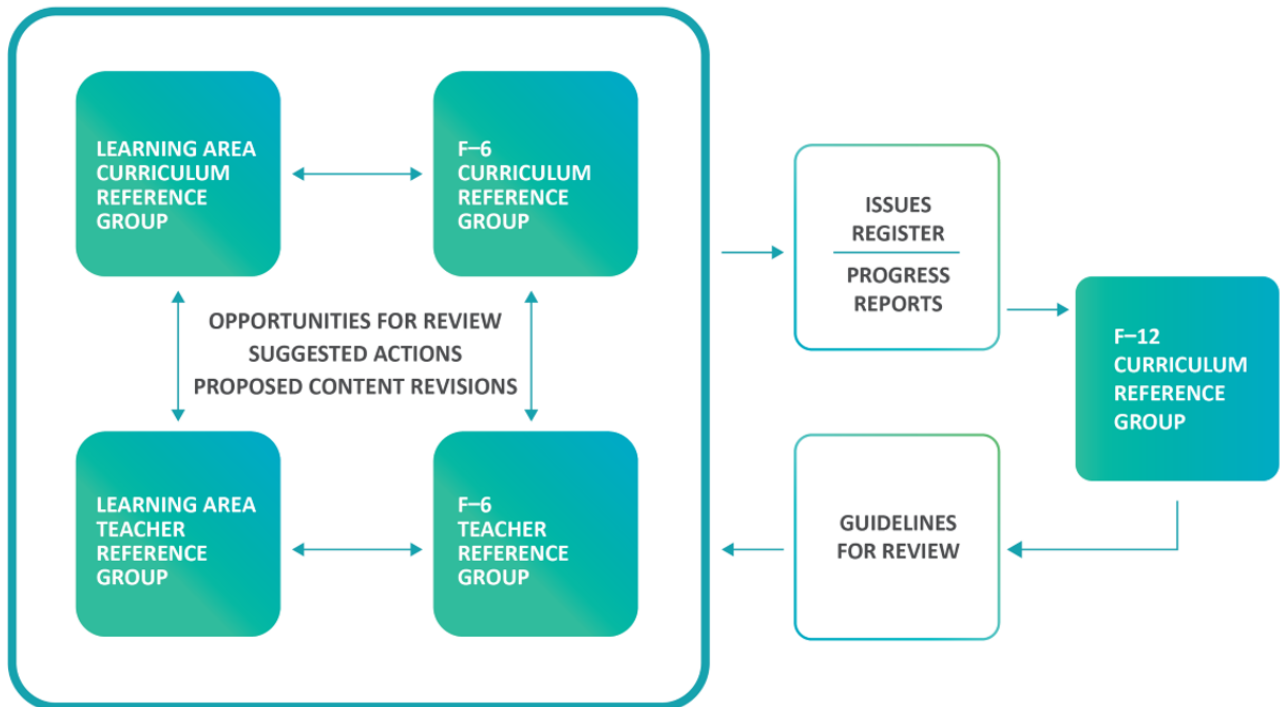 LEARNING AREA
CURRICULUM
REFERENCE
GROUP
F–6
CURRICULUM
REFERENCE
GROUP
OPPORTUNITIES FOR REVIEW
SUGGESTED ACTIONS
PROPOSED CONTENT REVISIONS
LEARNING AREA
TEACHER
REFERENCE
GROUP
F–6
TEACHER
REFERENCE
GROUP
ISSUES
REGISTER
PROGRESS
REPORTS
F–12
CURRICULUM
REFERENCE
GROUP
GUIDELINES
FOR REVIEW